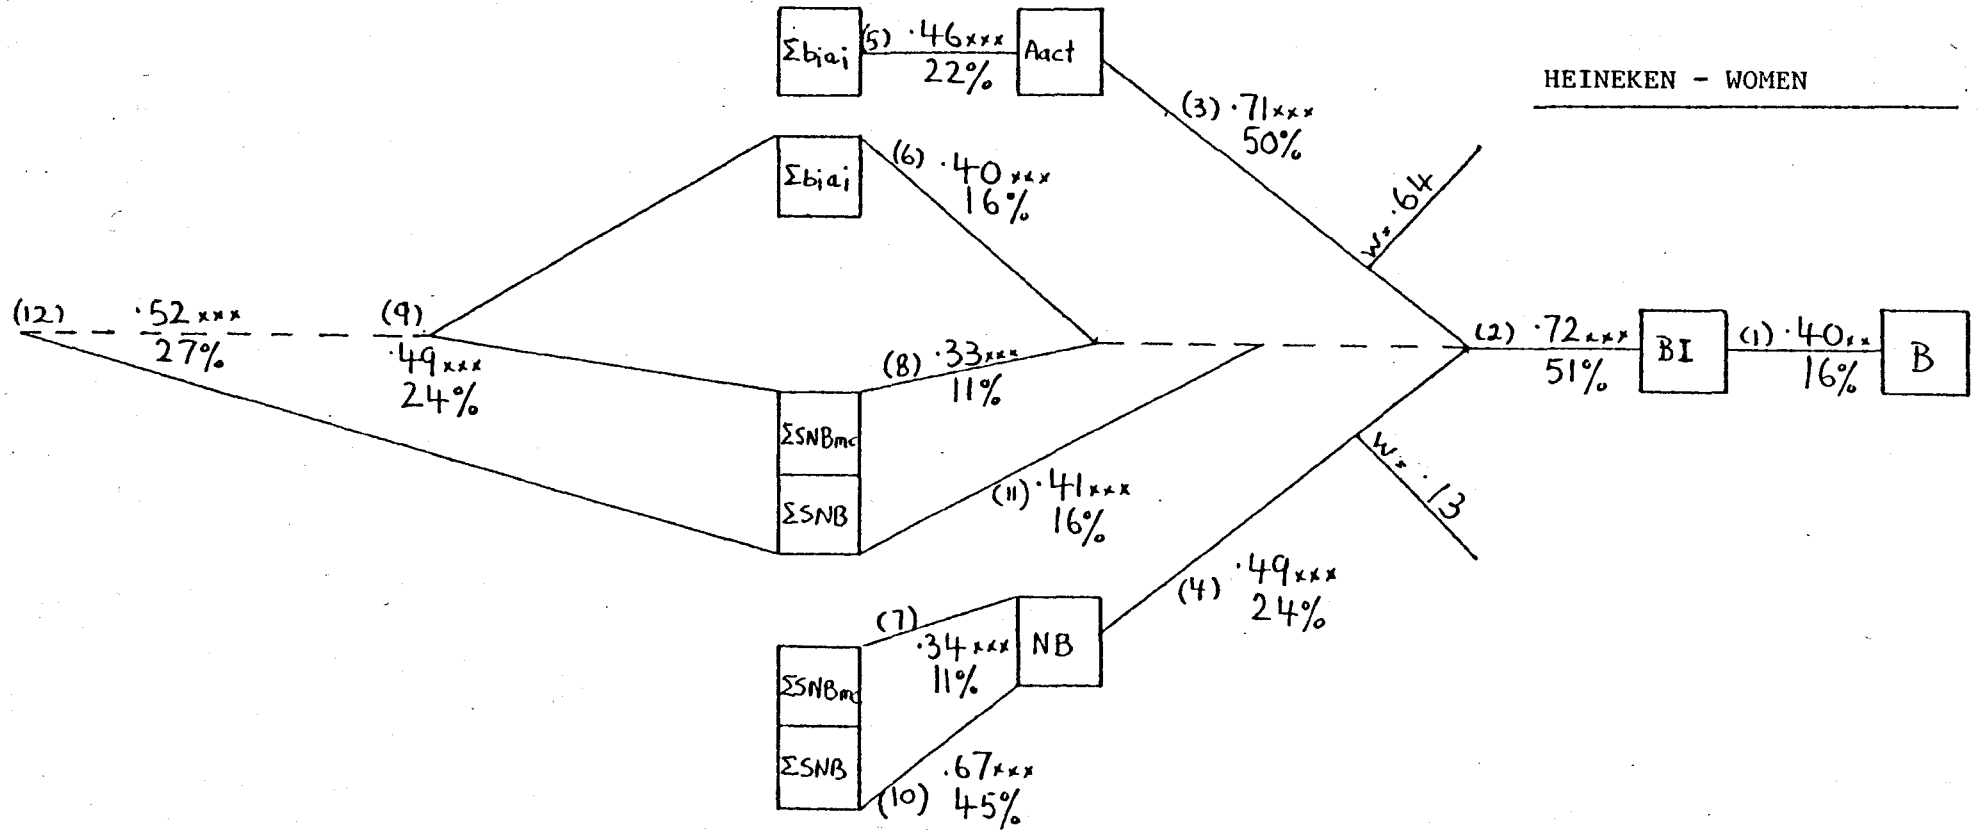 HEINEKEN - WOMEN
Σbiai
(5) .46xxx
22%
Aact
(3) .71xxx
50%
Σbiai
(6) .40xxx
16%
w= .64
(12) .52xxx
27%
(9)
.49xxx
24%
(8) .33xxx
11%
(2) .72xxx
51%
BI
(1) .40xx
16%
B
ΣSNBmc
ΣSNB
(11) .41xxx
16%
w= .13
(4) .49xxx
24%
(7)
.34xxx
11%
NB
ΣSNBmc
ΣSNB
(10) .67xxx
45%